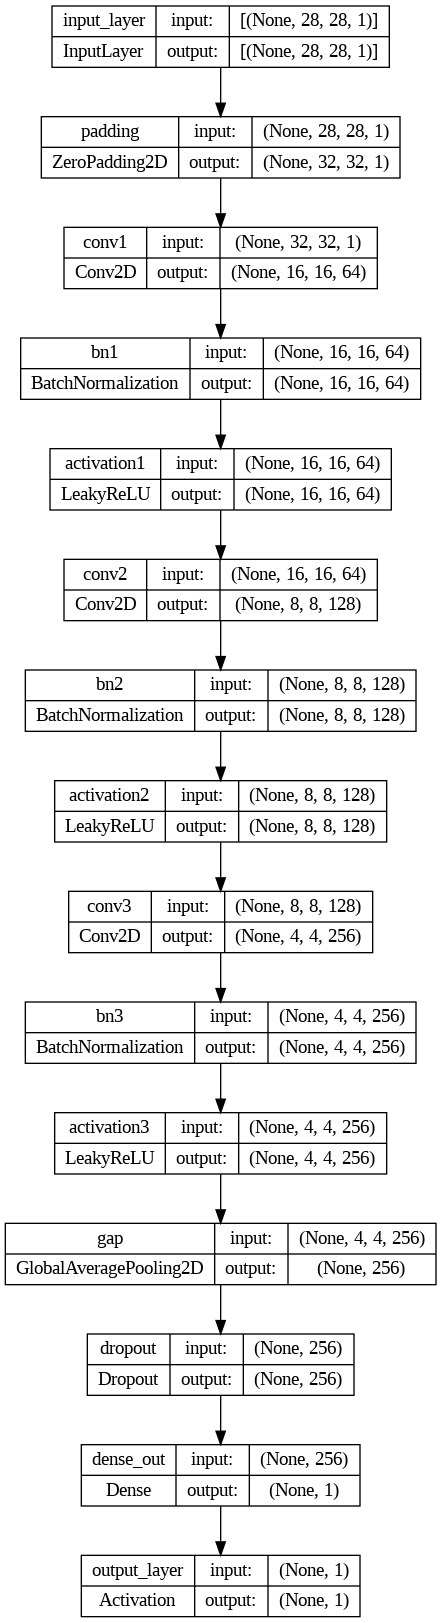 input_layer input: [(None, 28, 28, 1)]
InputLayer output: [(None, 28, 28, 1)]
padding input: (None, 28, 28, 1)
ZeroPadding2D output: (None, 32, 32, 1)
conv1 input: (None, 32, 32, 1)
Conv2D output: (None, 16, 16, 64)
bn1 input: (None, 16, 16, 64)
BatchNormalization output: (None, 16, 16, 64)
activation1 input: (None, 16, 16, 64)
LeakyReLU output: (None, 16, 16, 64)
conv2 input: (None, 16, 16, 64)
Conv2D output: (None, 8, 8, 128)
bn2 input: (None, 8, 8, 128)
BatchNormalization output: (None, 8, 8, 128)
activation2 input: (None, 8, 8, 128)
LeakyReLU output: (None, 8, 8, 128)
conv3 input: (None, 8, 8, 128)
Conv2D output: (None, 4, 4, 256)
bn3 input: (None, 4, 4, 256)
BatchNormalization output: (None, 4, 4, 256)
activation3 input: (None, 4, 4, 256)
LeakyReLU output: (None, 4, 4, 256)
gap input: (None, 4, 4, 256)
GlobalAveragePooling2D output: (None, 256)
dropout input: (None, 256)
Dropout output: (None, 256)
dense_out input: (None, 256)
Dense output: (None, 1)
output_layer input: (None, 1)
Activation output: (None, 1)